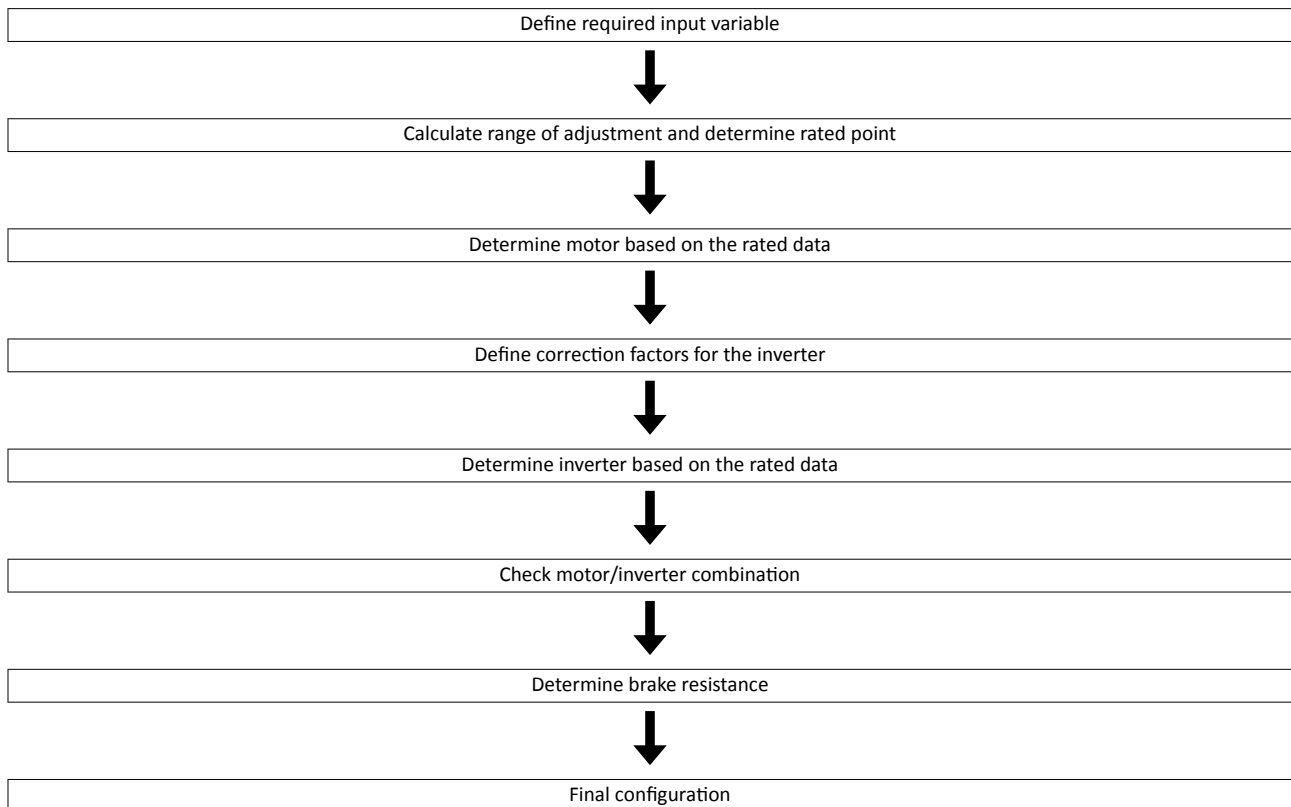 Define required input variable
Calculate range of adjustment and determine rated point
Determine motor based on the rated data
Define correction factors for the inverter
Determine inverter based on the rated data
Check motor/inverter combination
Determine brake resistance
Final configuration